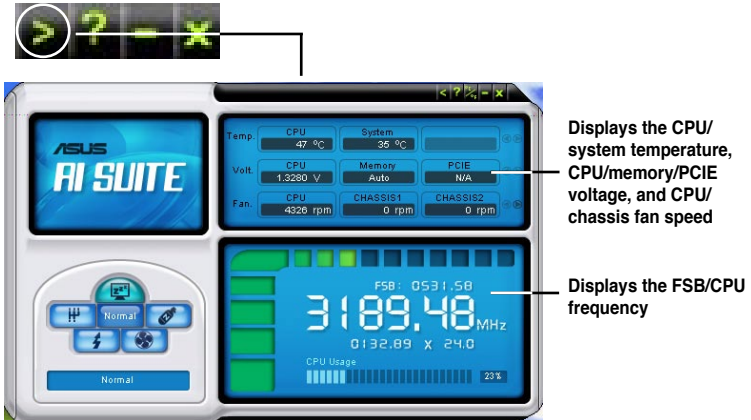 > ? - x
< ? °C/°F - x
ASUS
AI SUITE
Temp. CPU System
47 °C 35 °C
Volt. CPU Memory PCIE
1.3280 V Auto N/A
Fan. CPU CHASSIS1 CHASSIS2
4326 rpm 0 rpm 0 rpm
Displays the CPU/
system temperature,
CPU/memory/PCIE
voltage, and CPU/
chassis fan speed
FSB: 0531.58
3189.48 MHz
0132.89 x 24.0
CPU Usage
23%
Displays the FSB/CPU
frequency
zzz
Normal
Normal